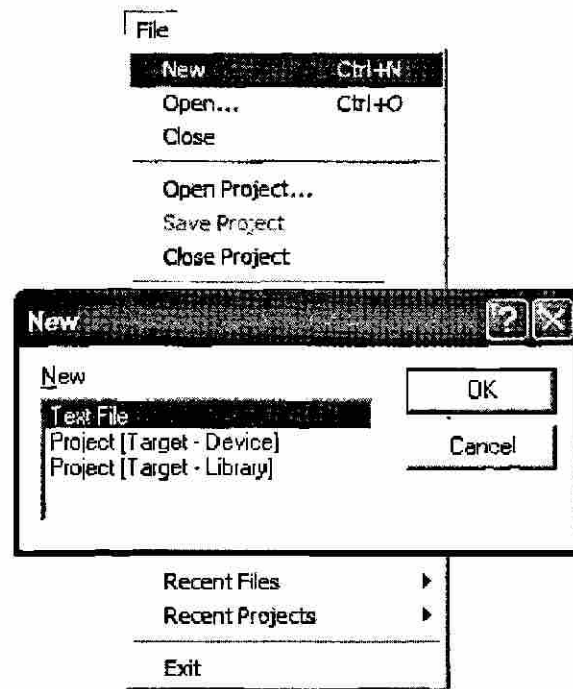 File
New Ctrl+N
Open... Ctrl+O
Close
Open Project...
Save Project
Close Project
New
New
OK
Text File
Project [Target - Device]
Cancel
Project [Target - Library]
Recent Files
Recent Projects
Exit